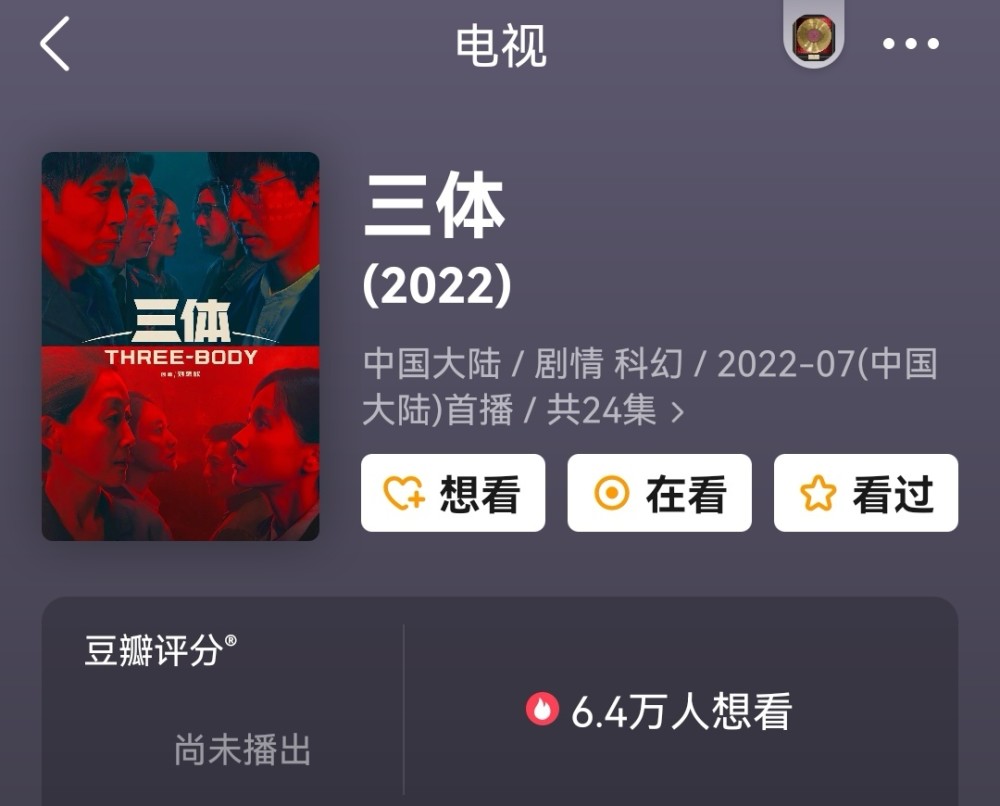 电视
三体
THREE-BODY
三体
(2022)
中国大陆 / 剧情 科幻 / 2022-07(中国
大陆)首播 / 共24集 >
想看
在看
看过
豆瓣评分®
尚未播出
6.4万人想看